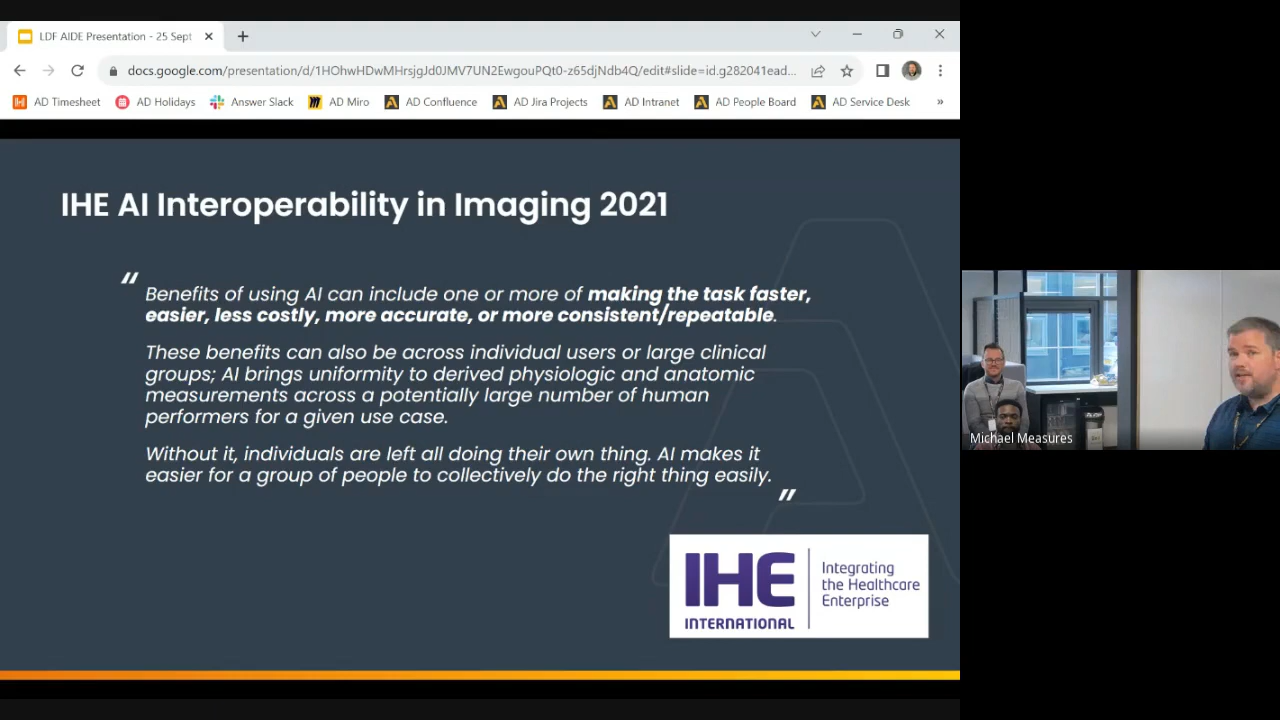 LDF AIDE Presentation - 25 Sept
docs.google.com/presentation/d/1HOhwHDwMHrsjgJd0JMV7UN2EwgouPQt0-z65djNdb4Q/edit#slide=id.g282041ead...
AD Timesheet AD Holidays Answer Slack AD Miro AD Confluence AD Jira Projects AD Intranet AD People Board AD Service Desk »
IHE AI Interoperability in Imaging 2021
"
Benefits of using AI can include one or more of making the task faster,
easier, less costly, more accurate, or more consistent/repeatable.
These benefits can also be across individual users or large clinical
groups; AI brings uniformity to derived physiologic and anatomic
measurements across a potentially large number of human
performers for a given use case.
Without it, individuals are left all doing their own thing. AI makes it
easier for a group of people to collectively do the right thing easily.
"
IHE
INTERNATIONAL
Integrating
the Healthcare
Enterprise
Michael Measures